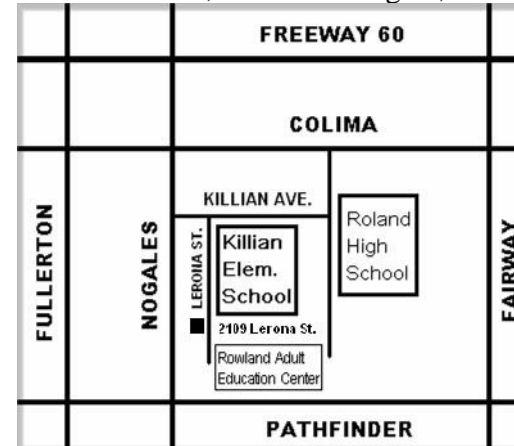 FREEWAY 60
COLIMA
KILLIAN AVE.
FULLERTON
NOGALES
LERONA ST.
Killian
Elem.
School
Roland
High
School
FAIRWAY
2109 Lerona St.
Rowland Adult
Education Center
PATHFINDER